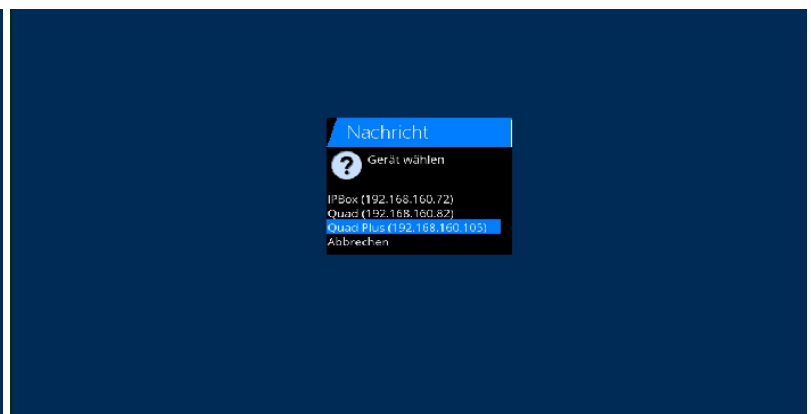 Nachricht
Gerät wählen
IPBox (192.168.160.72)
Quad (192.168.160.82)
Quad Plus (192.168.160.105)
Abbrechen